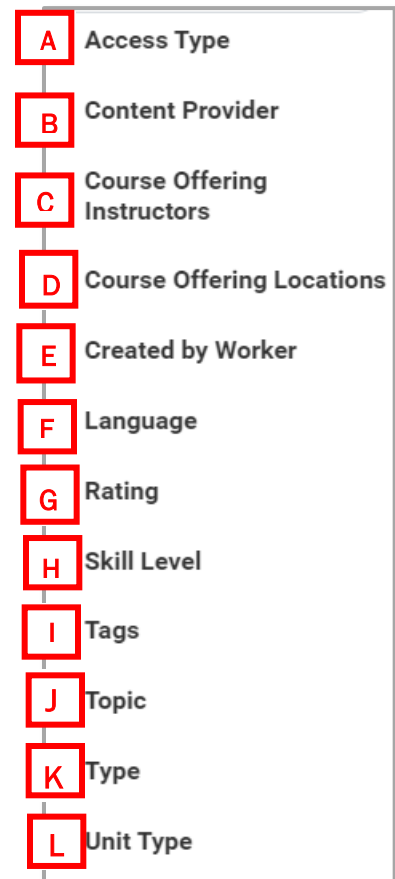 A Access Type
B Content Provider
C Course Offering
Instructors
D Course Offering Locations
E Created by Worker
F Language
G Rating
H Skill Level
I Tags
J Topic
K Type
L Unit Type